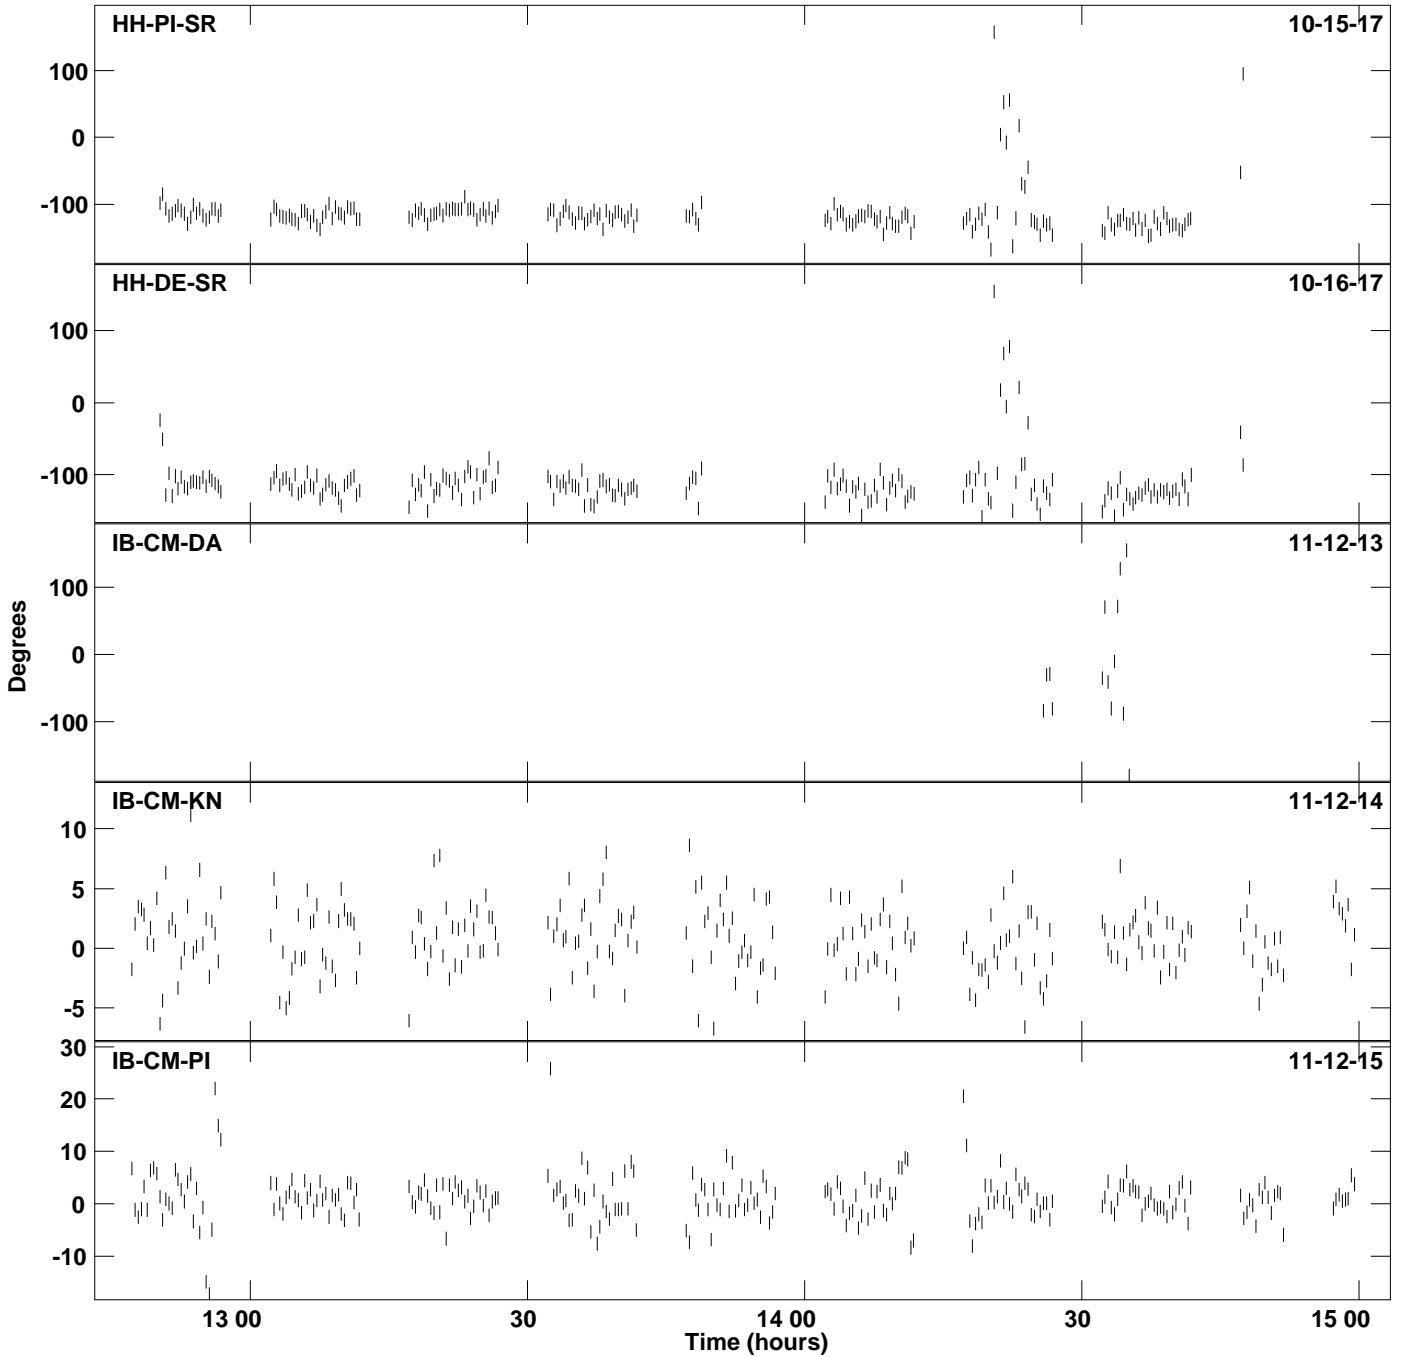 HH-PI-SR 10-15-17
100
0
-100
HH-DE-SR 10-16-17
100
0
-100
IB-CM-DA 11-12-13
100
0
-100
Degrees
IB-CM-KN 11-12-14
10
5
0
-5
IB-CM-PI 11-12-15
30
20
10
0
-10
13 00 30 14 00 30 15 00
Time (hours)